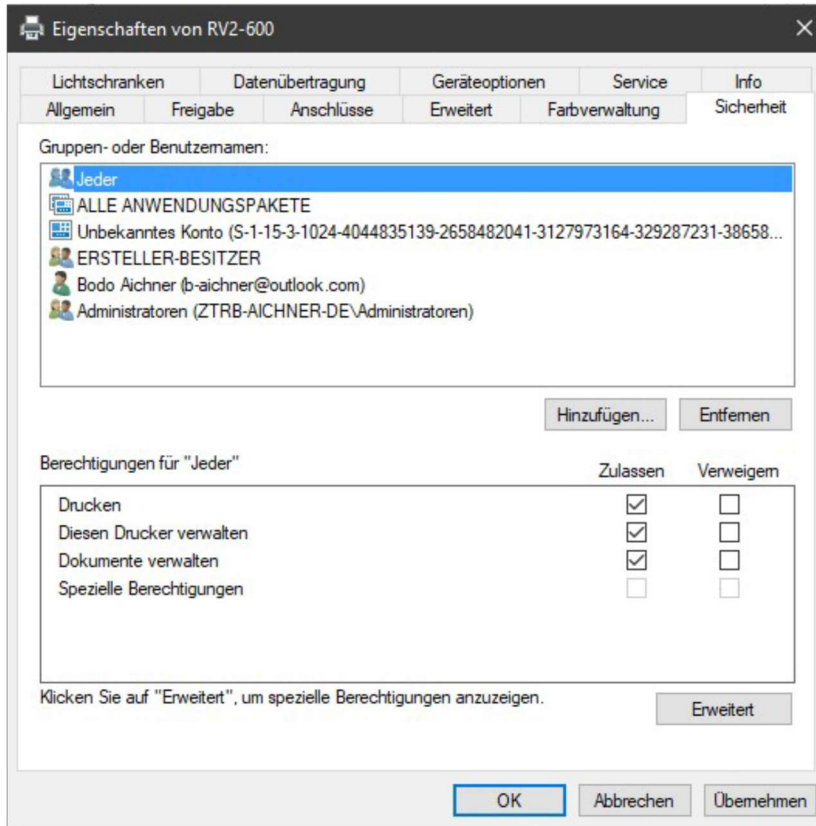 Eigenschaften von RV2-600
Lichtschranken Datenübertragung Geräteoptionen Service Info
Allgemein Freigabe Anschlüsse Erweitert Farbverwaltung Sicherheit
Gruppen- oder Benutzernamen:
Jeder
ALLE ANWENDUNGSPAKETE
Unbekanntes Konto (S-1-15-3-1024-4044835139-2658482041-3127973164-329287231-38658...
ERSTELLER-BESITZER
Bodo Aichner (b-aichner@outlook.com)
Administratoren (ZTRB-AICHNER-DE\Administratoren)
Hinzufügen... Entfernen
Berechtigungen für "Jeder" Zulassen Verweigern
Drucken
Diesen Drucker verwalten
Dokumente verwalten
Spezielle Berechtigungen
Klicken Sie auf "Erweitert", um spezielle Berechtigungen anzuzeigen.
Erweitert
OK Abbrechen Übernehmen